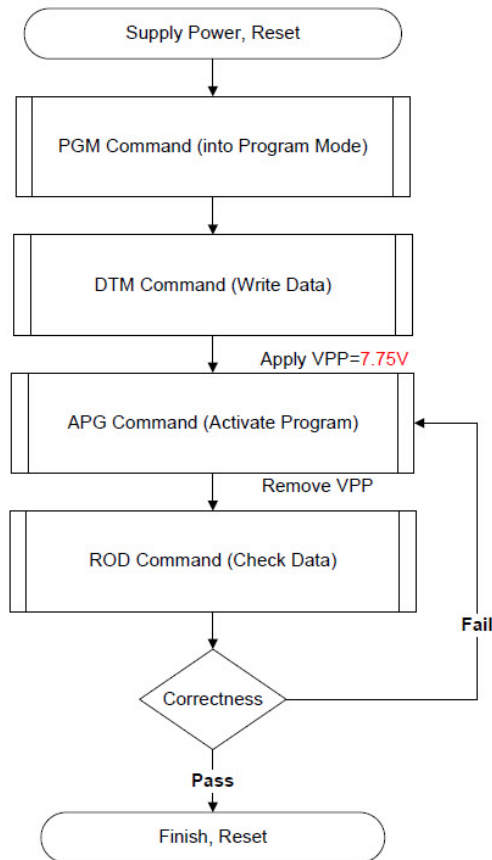 Supply Power, Reset
PGM Command (into Program Mode)
DTM Command (Write Data)
Apply VPP=7.75V
APG Command (Activate Program)
Remove VPP
ROD Command (Check Data)
Fail
Correctness
Pass
Finish, Reset